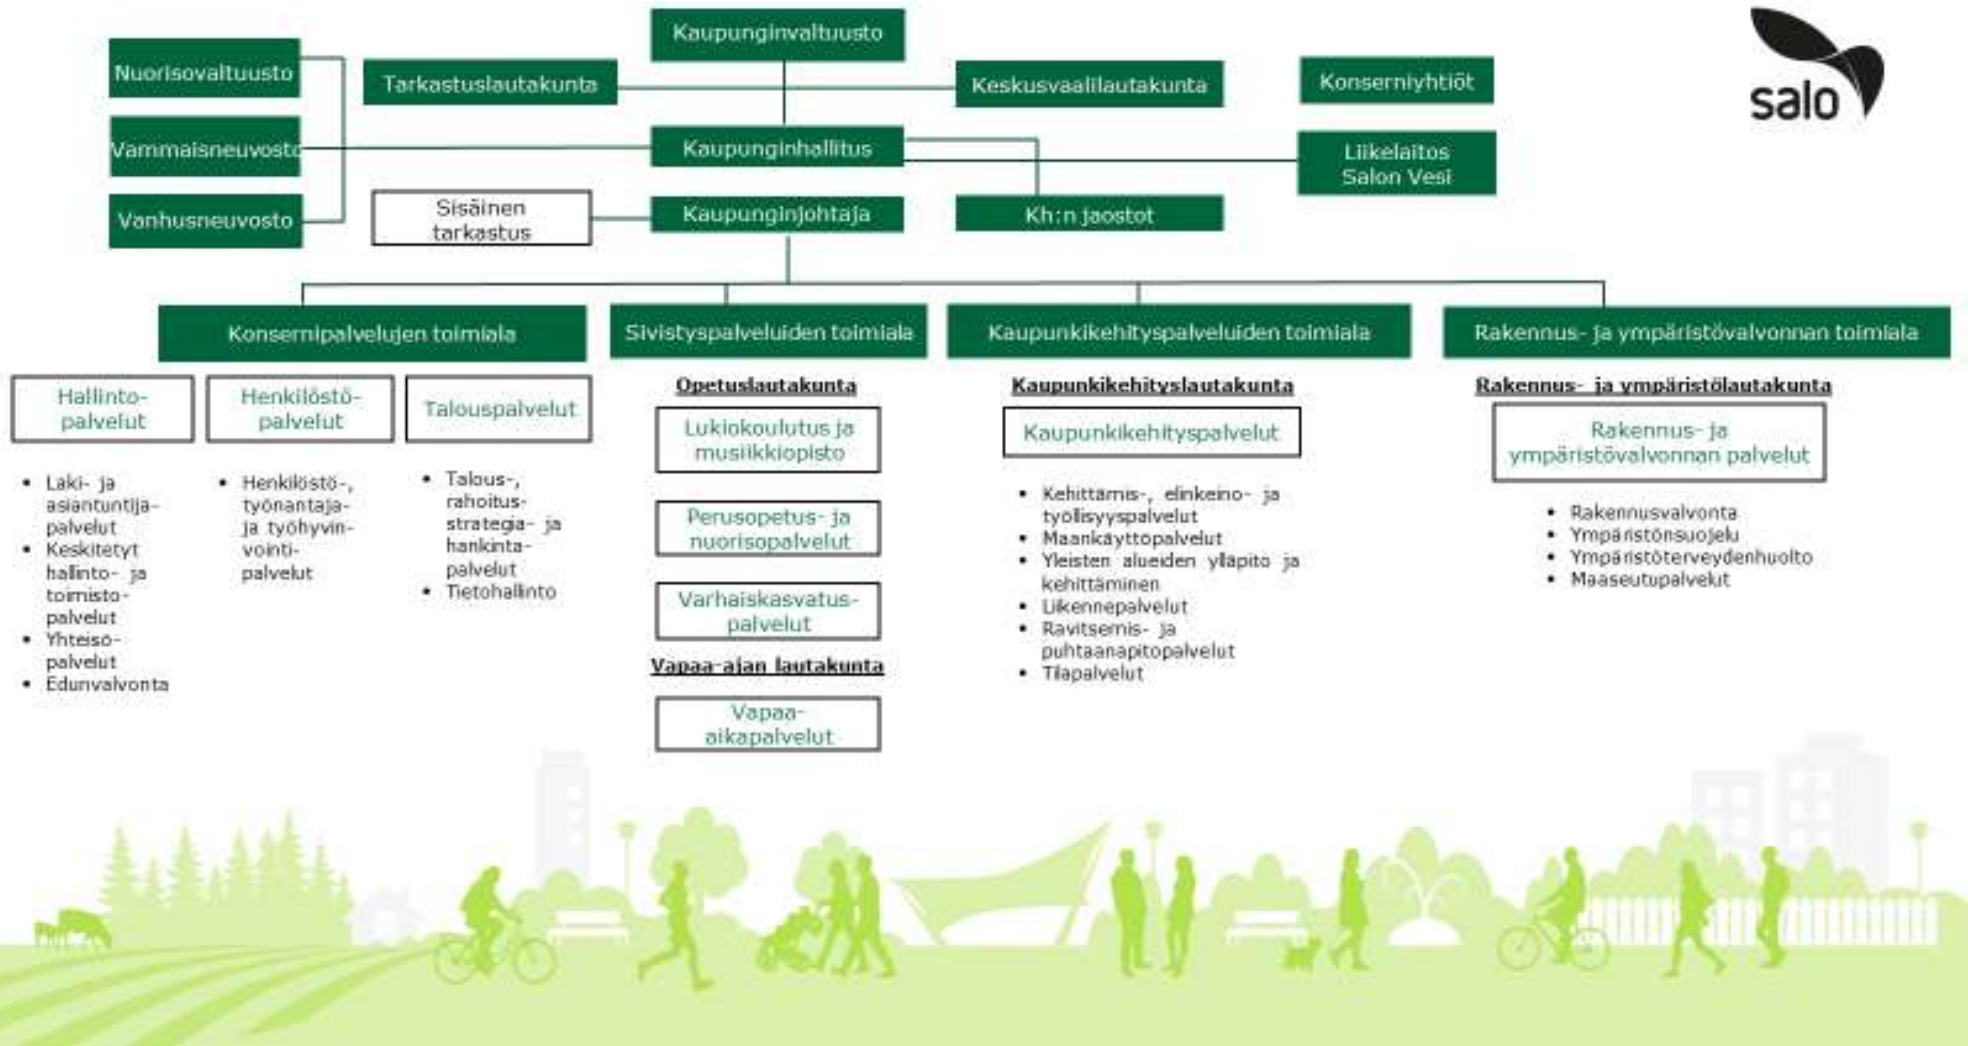 Kaupunginvaltuusto
salo
Nuorisovaltuusto
Tarkastuslautakunta
Keskusvaalilautakunta
Konserniyhtiöt
Vammaisneuvosto
Kaupunginhallitus
Liikelaitos
Salon Vesi
Vanhusneuvosto
Sisäinen
tarkastus
Kaupunginjohtaja
Kh:n jaostot
Konsernipalvelujen toimiala
Sivistyspalveluiden toimiala
Kaupunkikehityspalveluiden toimiala
Rakennus- ja ympäristövalvonnan toimiala
Hallinto-
palvelut
• Laki- ja
asiantuntija-
palvelut
• Keskitetyt
hallinto- ja
toimisto-
palvelut
• Yhteisö-
palvelut
• Edunvalvonta
Henkilöstö-
palvelut
• Henkilöstö-,
työnantaja-
ja työhyvin-
vointi-
palvelut
Talouspalvelut
• Talous-,
rahoitus-
strategia- ja
hankinta-
palvelut
• Tietohallinto
Opetuslautakunta
Lukiokoulutus ja
musiikkiopisto
Perusopetus- ja
nuorisopalvelut
Varhaiskasvatus-
palvelut
Vapaa-ajan lautakunta
Vapaa-
aikapalvelut
Kaupunkikehityslautakunta
Kaupunkikehityspalvelut
• Kehittämis-, elinkeino- ja
työllisyyspalvelut
• Maankäyttöpalvelut
• Yleisten alueiden ylläpito ja
kehittäminen
• Liikennepalvelut
• Ravitsemis- ja
puhtaanapitopalvelut
• Tilapalvelut
Rakennus- ja ympäristölautakunta
Rakennus- ja
ympäristövalvonnan palvelut
• Rakennusvalvonta
• Ympäristönsuojelu
• Ympäristöterveydenhuolto
• Maaseutupalvelut